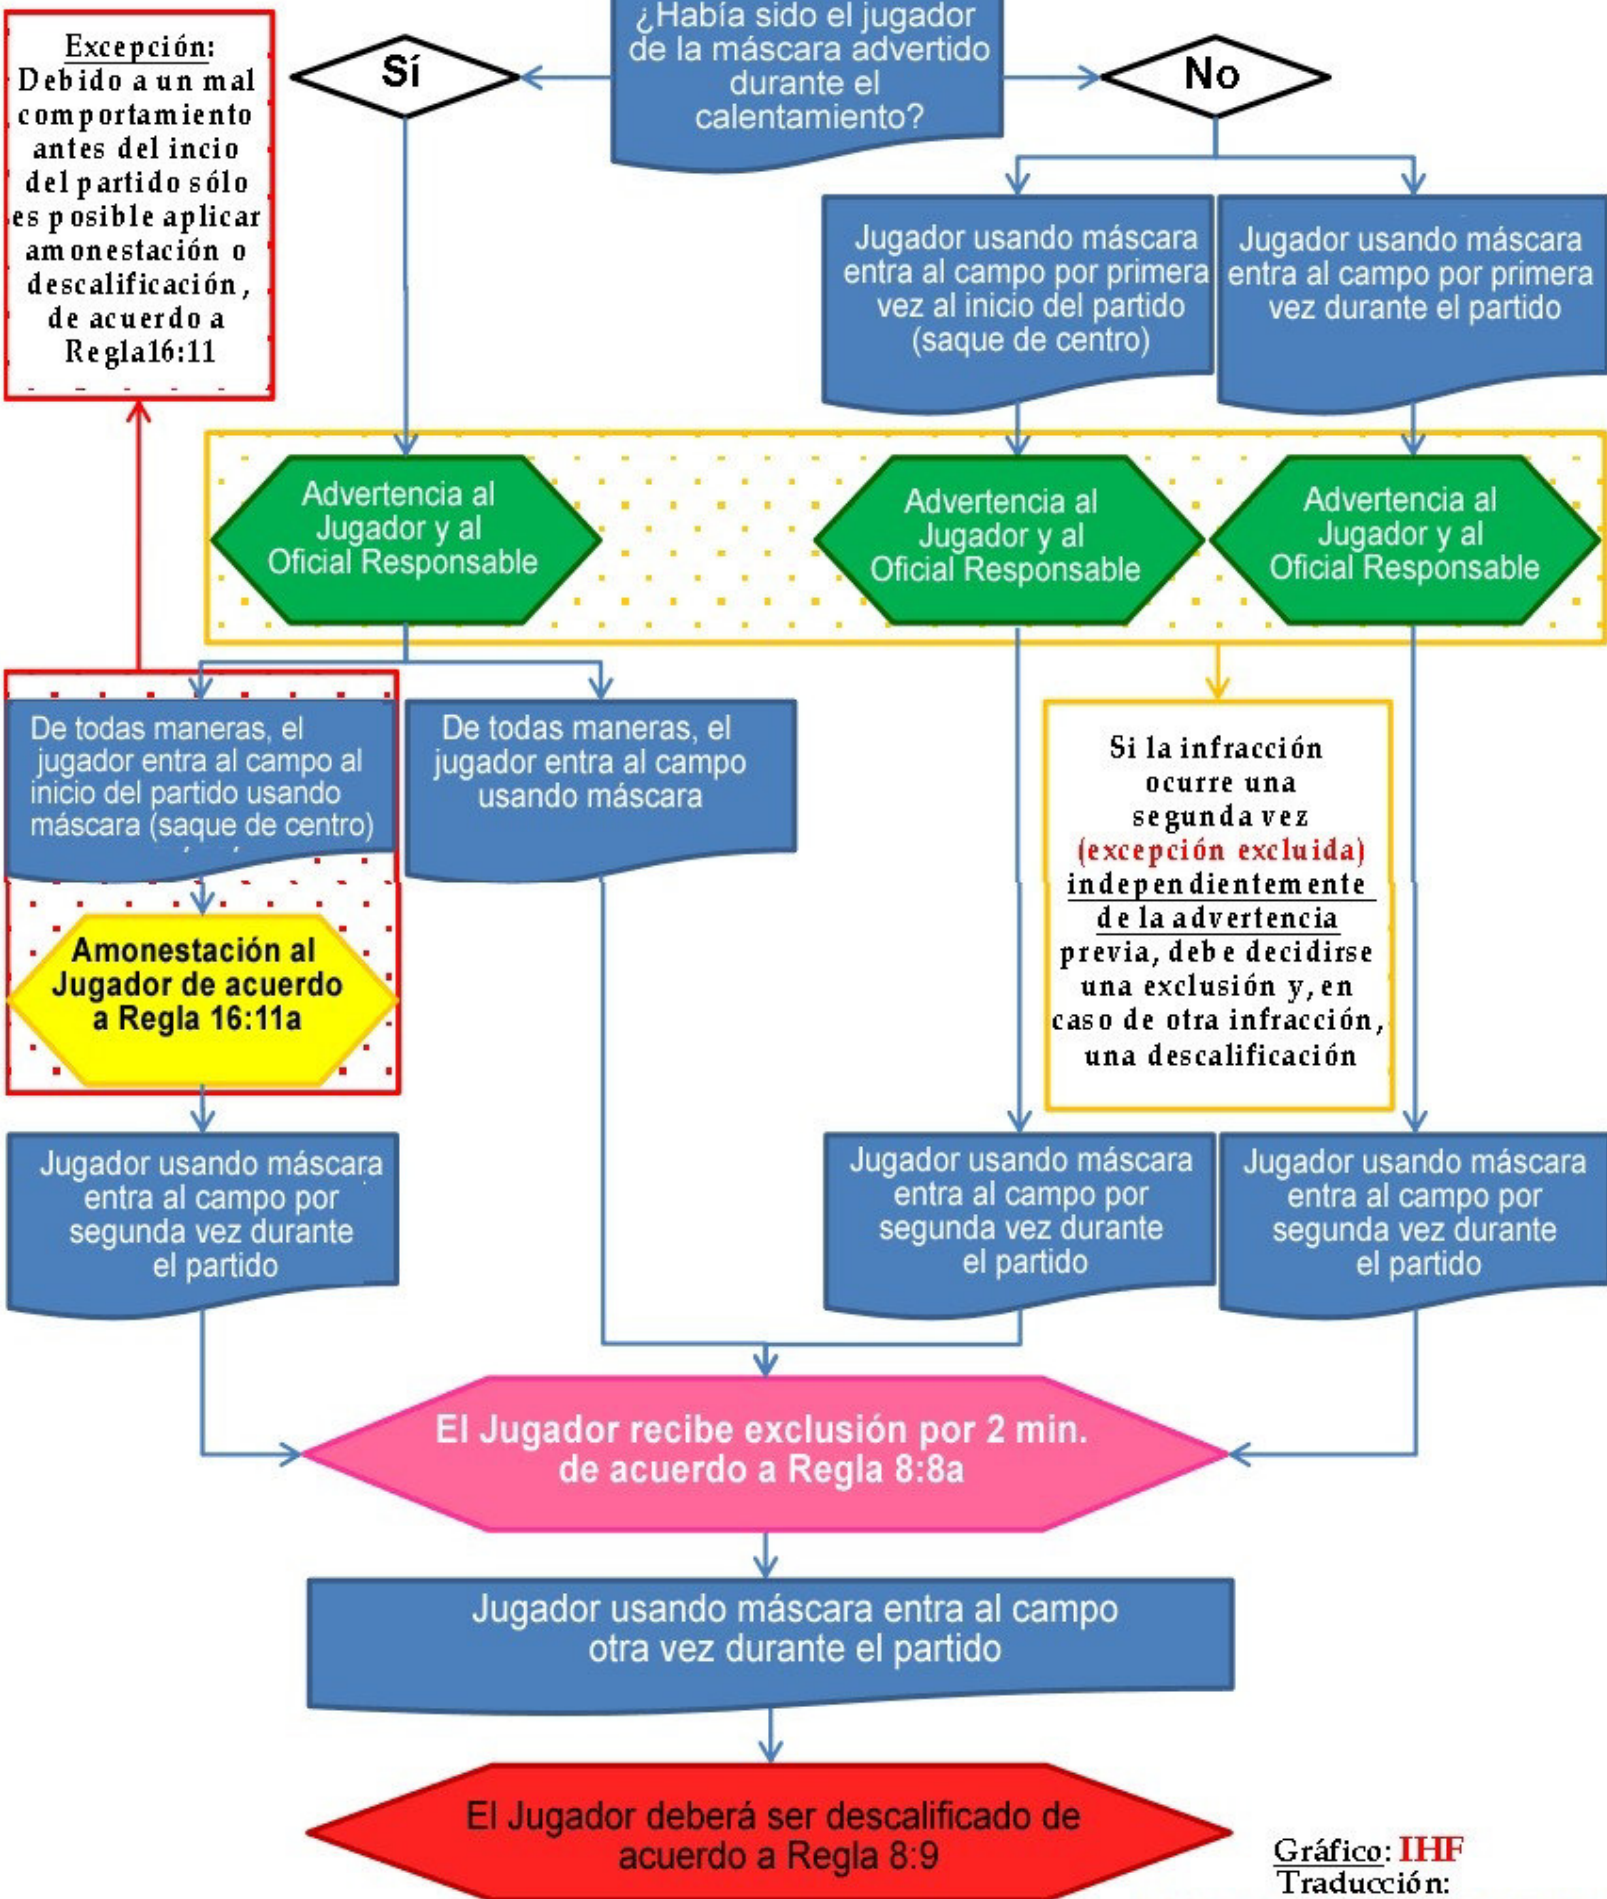 ¿Había sido el jugador
de la máscara advertido
durante el
calentamiento?
Sí
No
Excepción:
Debido a un mal
comportamiento
antes del incio
del partido sólo
es posible aplicar
amonestación o
descalificación,
de acuerdo a
Regla16:11
Jugador usando máscara
entra al campo por primera
vez al inicio del partido
(saque de centro)
Jugador usando máscara
entra al campo por primera
vez durante el partido
Advertencia al
Jugador y al
Oficial Responsable
Advertencia al
Jugador y al
Oficial Responsable
Advertencia al
Jugador y al
Oficial Responsable
De todas maneras, el
jugador entra al campo al
inicio del partido usando
máscara (saque de centro)
De todas maneras, el
jugador entra al campo
usando máscara
Si la infracción
ocurre una
segunda vez
(excepción excluida)
independientemente
de la advertencia
previa, debe decidirse
una exclusión y, en
caso de otra infracción,
una descalificación
Amonestación al
Jugador de acuerdo
a Regla 16:11a
Jugador usando máscara
entra al campo por
segunda vez durante
el partido
Jugador usando máscara
entra al campo por
segunda vez durante
el partido
Jugador usando máscara
entra al campo por
segunda vez durante
el partido
El Jugador recibe exclusión por 2 min.
de acuerdo a Regla 8:8a
Jugador usando máscara entra al campo
otra vez durante el partido
El Jugador deberá ser descalificado de
acuerdo a Regla 8:9
Gráfico: IHF
Traducción: